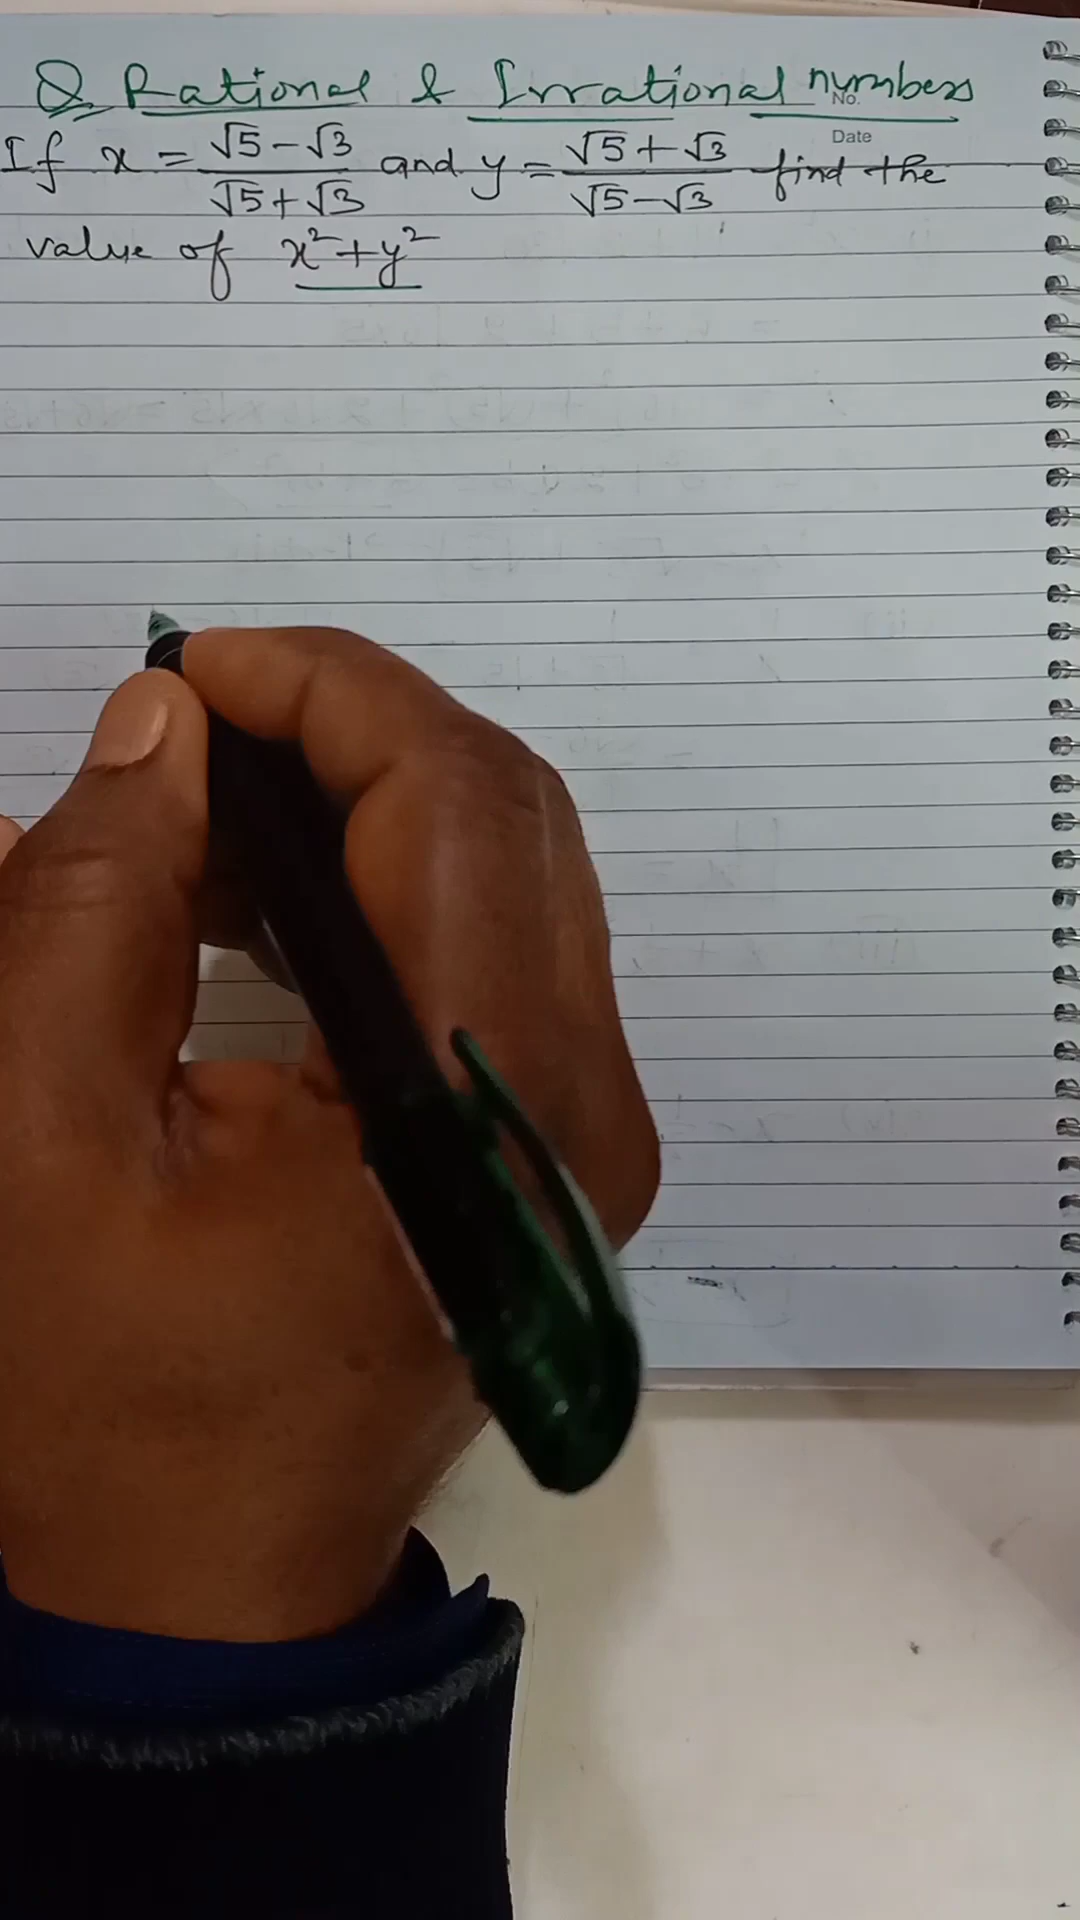 Q Rational & Irrational numbers
No.
Date
If x = √5-√3/√5+√3 and y = √5+√3/√5-√3 find the
value of x²+y²